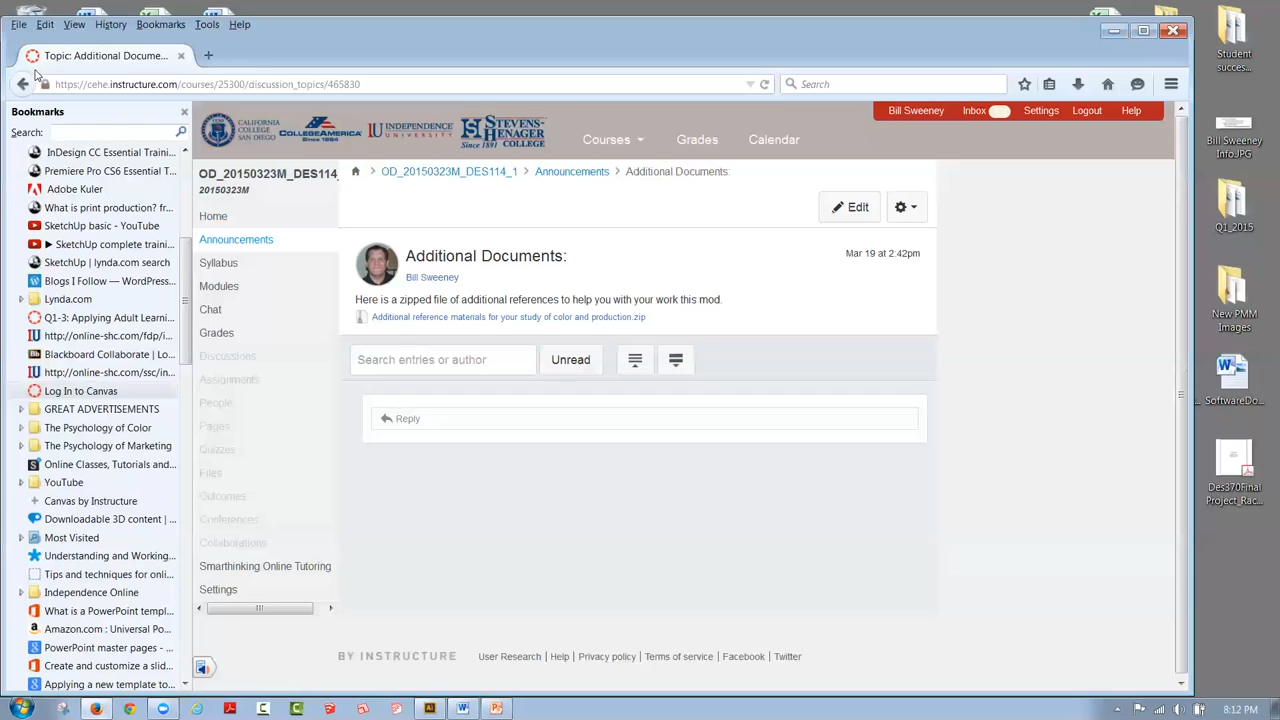 File Edit View History Bookmarks Tools Help
Topic: Additional Docume...
https://cehe.instructure.com/courses/25300/discussion_topics/465830
Search
Bookmarks
Search:
InDesign CC Essential Traini...
Premiere Pro CS6 Essential T...
Adobe Kuler
What is print production? fr...
SketchUp basic - YouTube
► SketchUp complete traini...
SketchUp | lynda.com search
Blogs I Follow — WordPress...
Lynda.com
Q1-3: Applying Adult Learni...
http://online-shc.com/fdp/i...
Blackboard Collaborate | Lo...
http://online-shc.com/ssc/in...
Log In to Canvas
GREAT ADVERTISEMENTS
The Psychology of Color
The Psychology of Marketing
Online Classes, Tutorials and...
YouTube
Canvas by Instructure
Downloadable 3D content | ...
Most Visited
Understanding and Working...
Tips and techniques for onli...
Independence Online
What is a PowerPoint templ...
Amazon.com : Universal Po...
PowerPoint master pages - ...
Create and customize a slid...
Applying a new template to...
CALIFORNIA
COLLEGE
SAN DIEGO
COLLEGEAMERICA
Since 1964
INDEPENDENCE
UNIVERSITY
STEVENS-
HENAGER
COLLEGE
Since 1891
Courses Grades Calendar
Bill Sweeney Inbox Settings Logout Help
OD_20150323M_DES114_
20150323M
Home
Announcements
Syllabus
Modules
Chat
Grades
Discussions
Assignments
People
Pages
Quizzes
Files
Outcomes
Conferences
Collaborations
Smarthinking Online Tutoring
Settings
OD_20150323M_DES114_1 Announcements Additional Documents:
Edit
Additional Documents:
Mar 19 at 2:42pm
Bill Sweeney
Here is a zipped file of additional references to help you with your work this mod.
Additional reference materials for your study of color and production.zip
Search entries or author Unread
Reply
BY INSTRUCTURE
User Research Help Privacy policy Terms of service Facebook Twitter
Student
succes...
Bill Sweeney
Info.JPG
Q1_2015
New PMM
Images
SoftwareDo...
Des370Final
Project_Rac...
8:12 PM